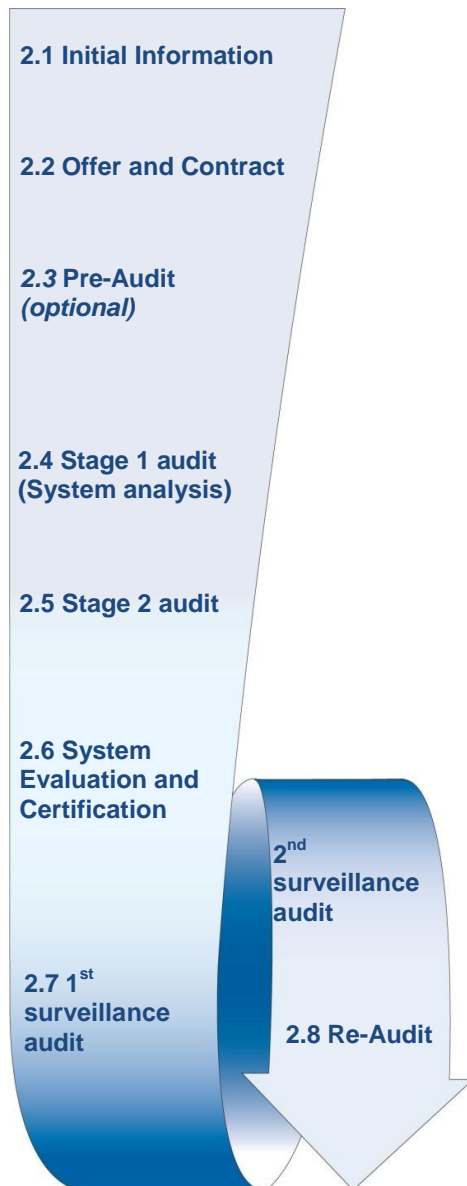 2.1 Initial Information
2.2 Offer and Contract
2.3 Pre-Audit
(optional)
2.4 Stage 1 audit
(System analysis)
2.5 Stage 2 audit
2.6 System
Evaluation and
Certification
2.7 1st
surveillance
audit
2nd
surveillance
audit
2.8 Re-Audit